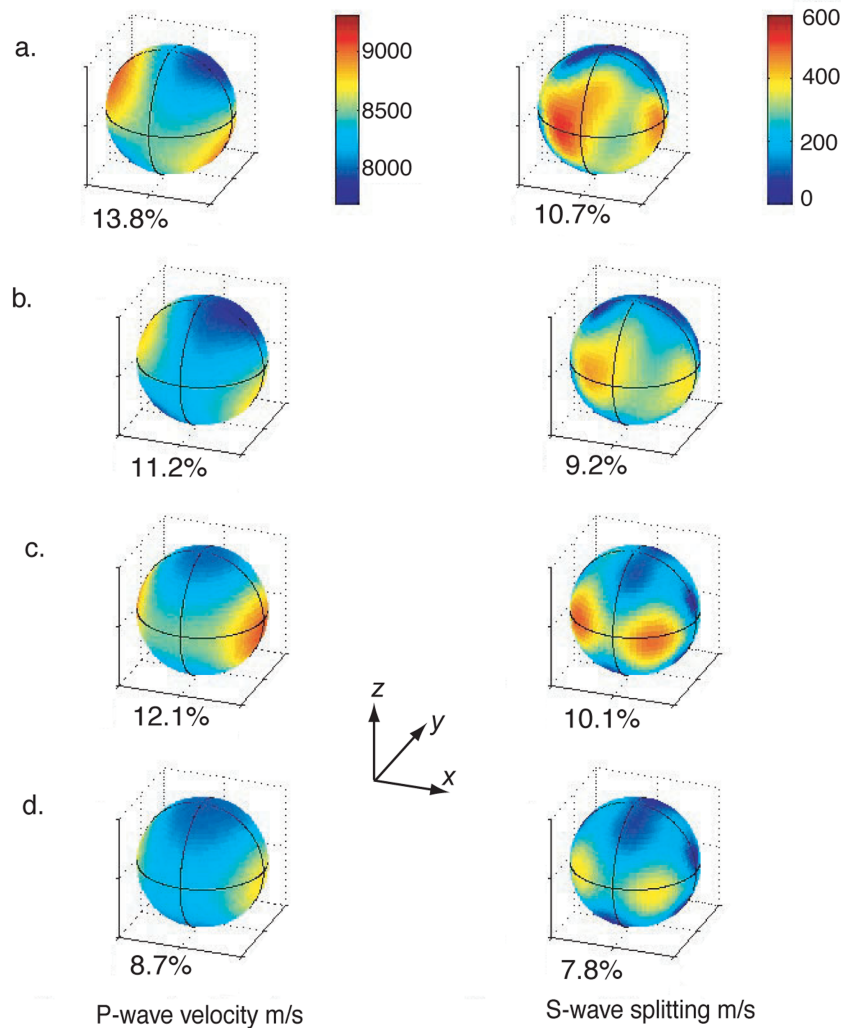 a.
9000
8500
8000
600
400
200
0
13.8%
10.7%
b.
11.2%
9.2%
c.
12.1%
10.1%
z
y
x
d.
8.7%
7.8%
P-wave velocity m/s
S-wave splitting m/s